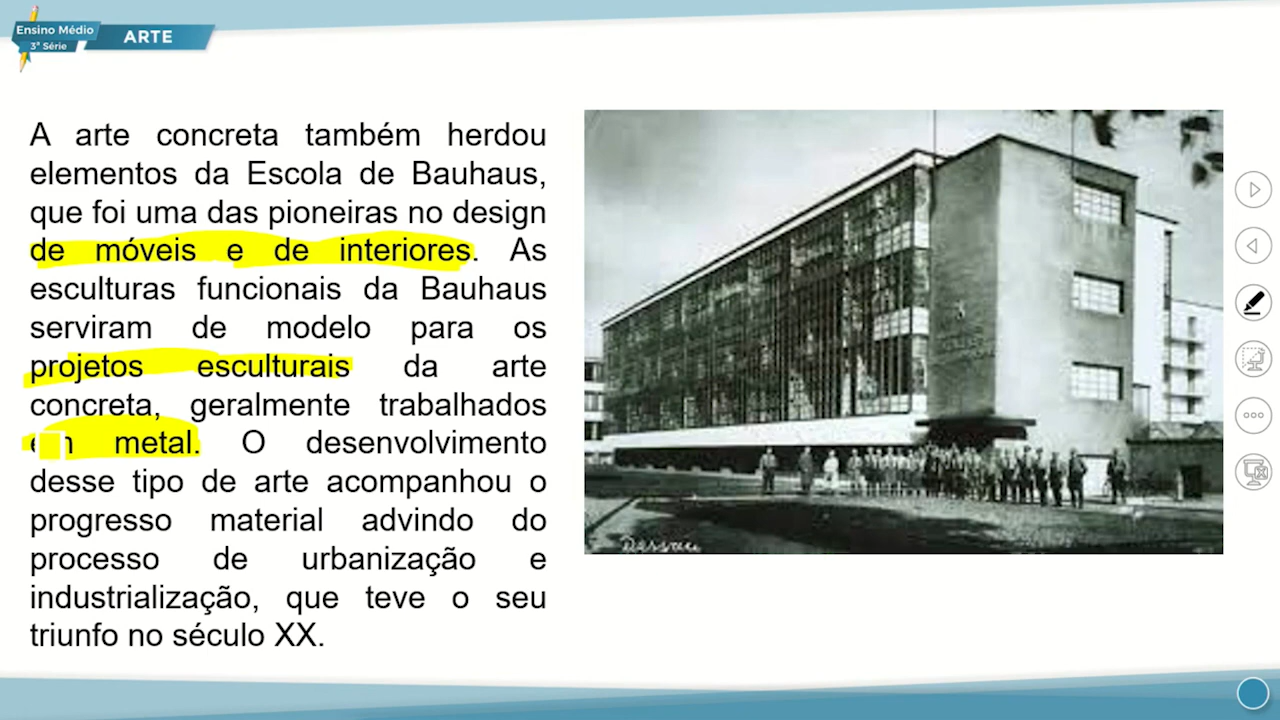 Ensino Médio
3ª Série
ARTE
A arte concreta também herdou
elementos da Escola de Bauhaus,
que foi uma das pioneiras no design
de móveis e de interiores. As
esculturas funcionais da Bauhaus
serviram de modelo para os
projetos esculturais da arte
concreta, geralmente trabalhados
em metal. O desenvolvimento
desse tipo de arte acompanhou o
progresso material advindo do
processo de urbanização e
industrialização, que teve o seu
triunfo no século XX.
Dessau